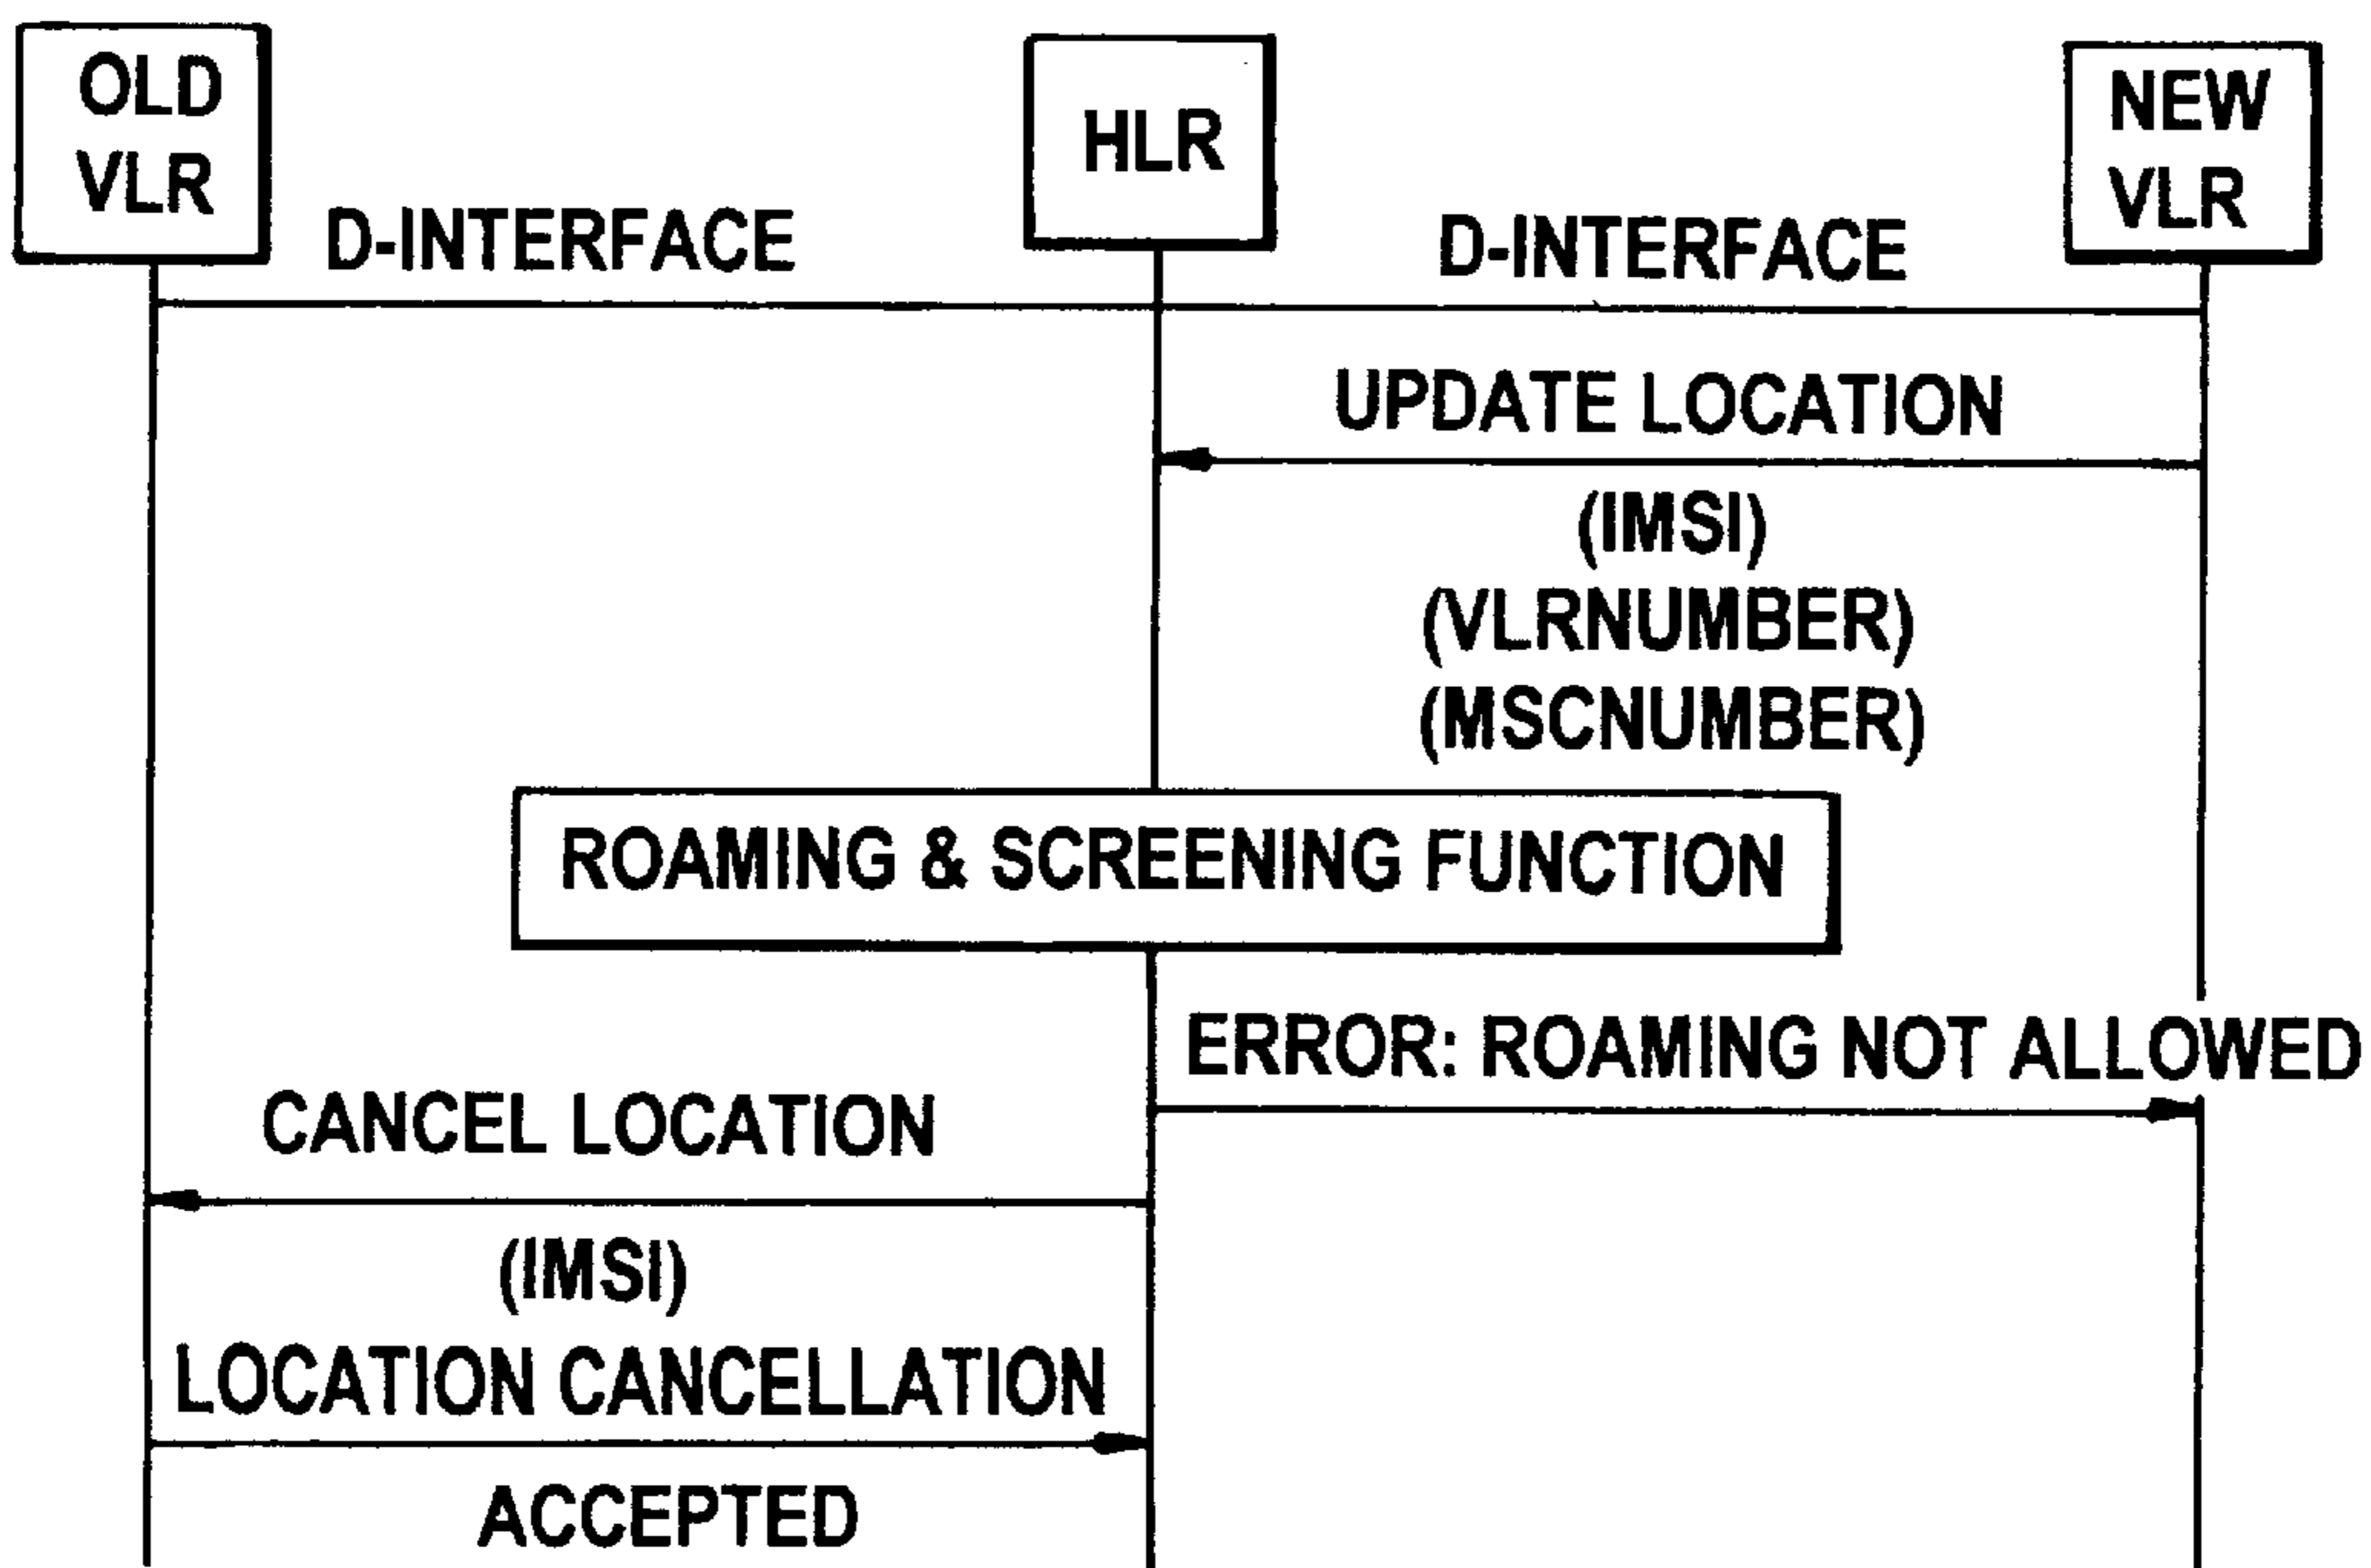 OLD
VLR
HLR
NEW
VLR
D-INTERFACE
D-INTERFACE
UPDATE LOCATION
(IMSI)
(VLRNUMBER)
(MSCNUMBER)
ROAMING & SCREENING FUNCTION
ERROR: ROAMING NOT ALLOWED
CANCEL LOCATION
(IMSI)
LOCATION CANCELLATION
ACCEPTED